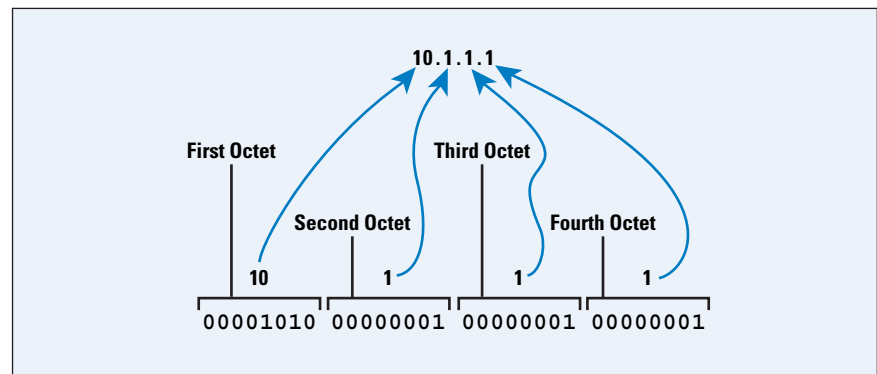 10.1.1.1
First Octet
Third Octet
Second Octet
Fourth Octet
10 1 1 1
00001010 00000001 00000001 00000001